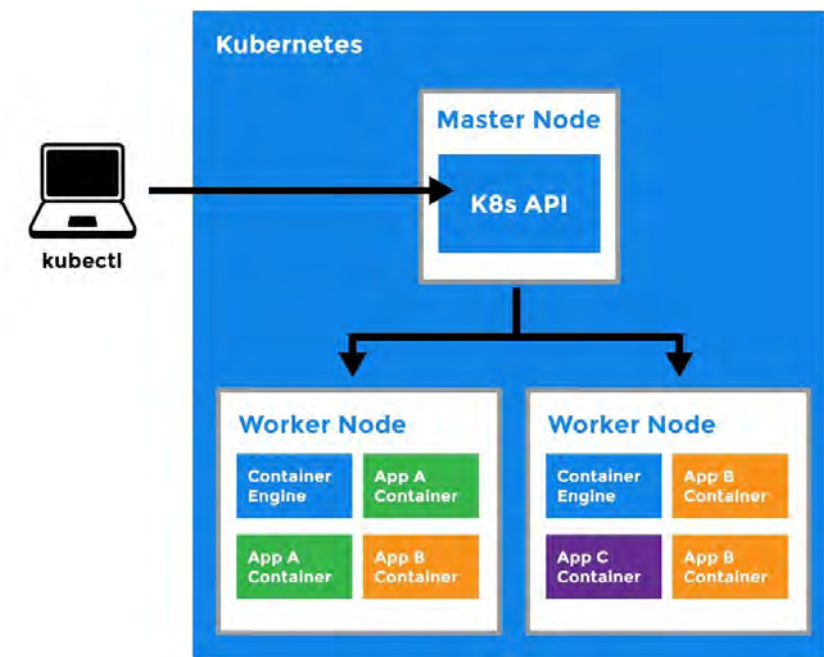 Kubernetes
Master Node
K8s API
kubectl
Worker Node
Container
Engine
App A
Container
App A
Container
App B
Container
Worker Node
Container
Engine
App B
Container
App C
Container
App B
Container